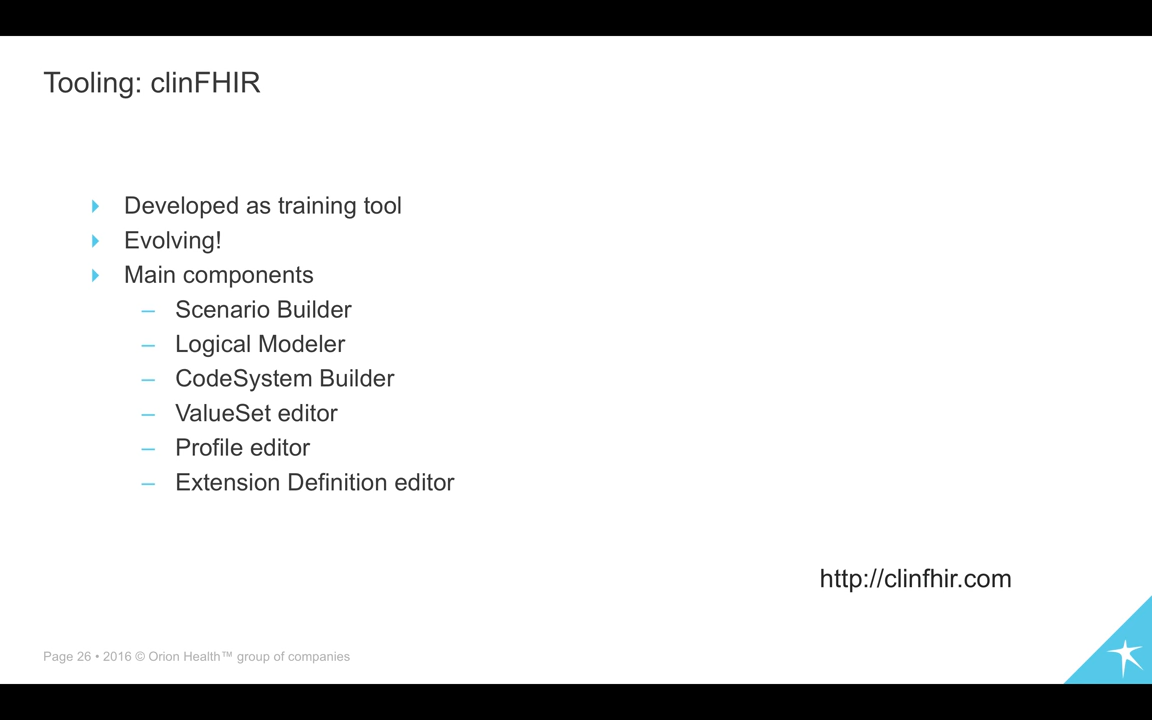 Tooling: clinFHIR
Developed as training tool
Evolving!
Main components
– Scenario Builder
– Logical Modeler
– CodeSystem Builder
– ValueSet editor
– Profile editor
– Extension Definition editor
http://clinfhir.com
Page 26 • 2016 © Orion Health™ group of companies